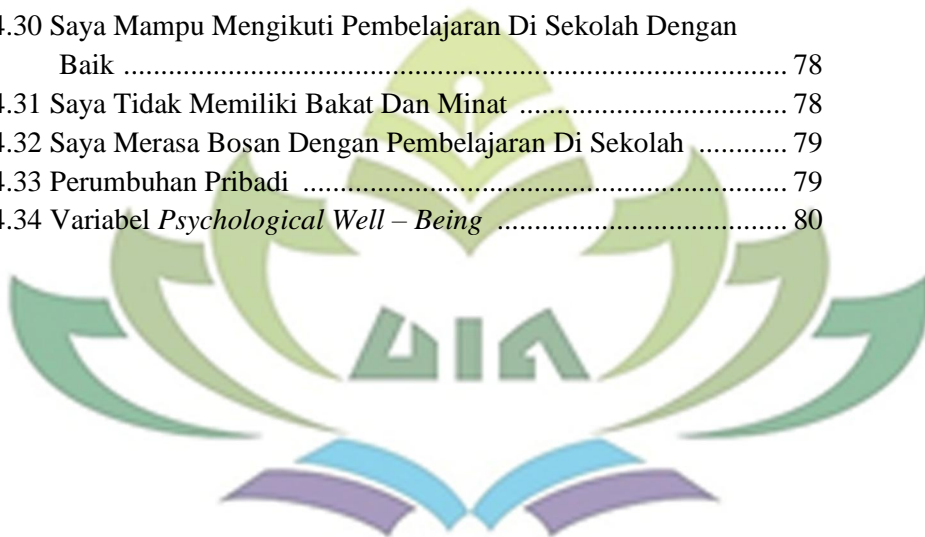 4.30 Saya Mampu Mengikuti Pembelajaran Di Sekolah Dengan
Baik .......................................................................................... 78
4.31 Saya Tidak Memiliki Bakat Dan Minat .................................... 78
4.32 Saya Merasa Bosan Dengan Pembelajaran Di Sekolah ............ 79
4.33 Perumbuhan Pribadi .................................................................. 79
4.34 Variabel Psychological Well – Being ....................................... 80
UIN